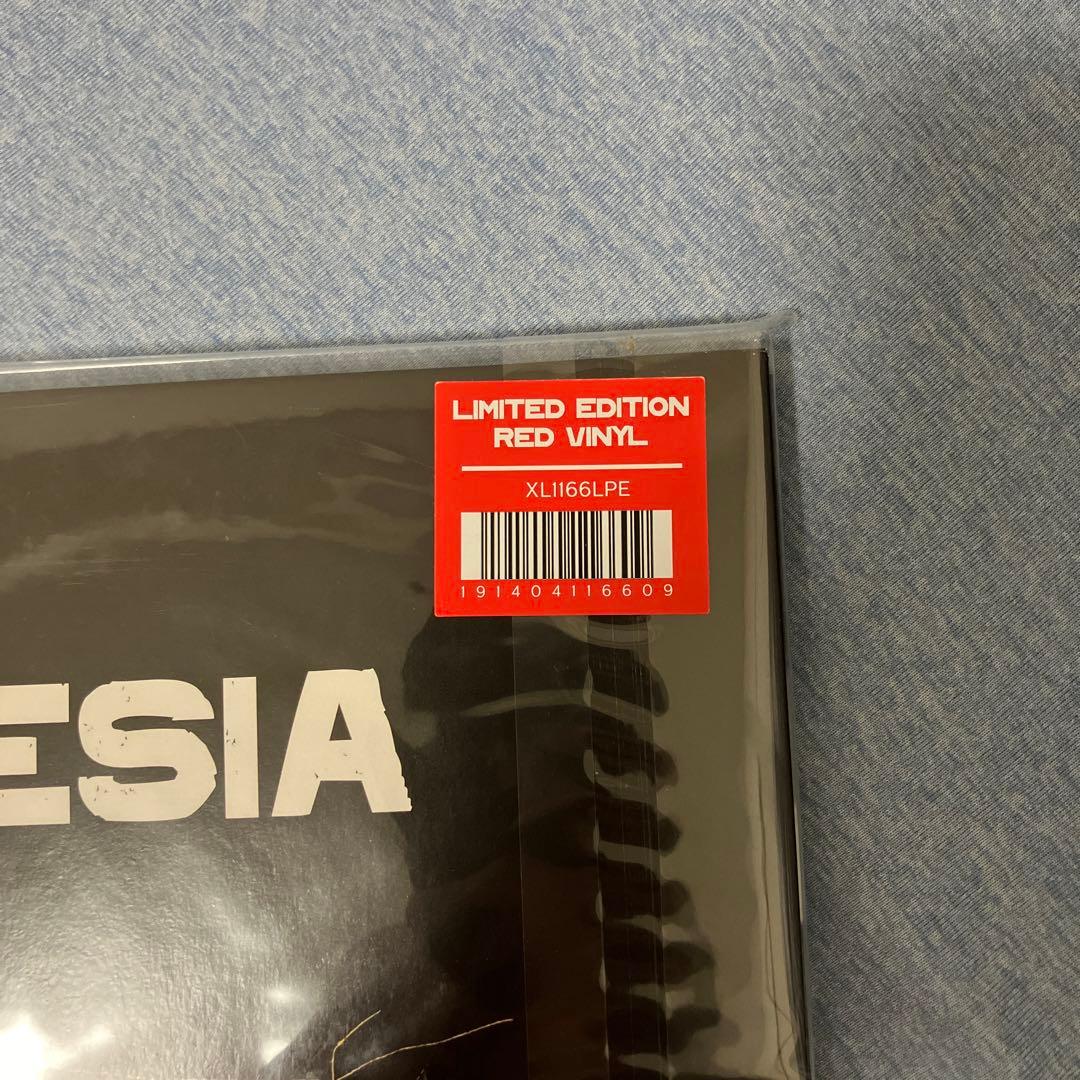 LIMITED EDITION
RED VINYL
XL1166LPE
191404116609
ESIA